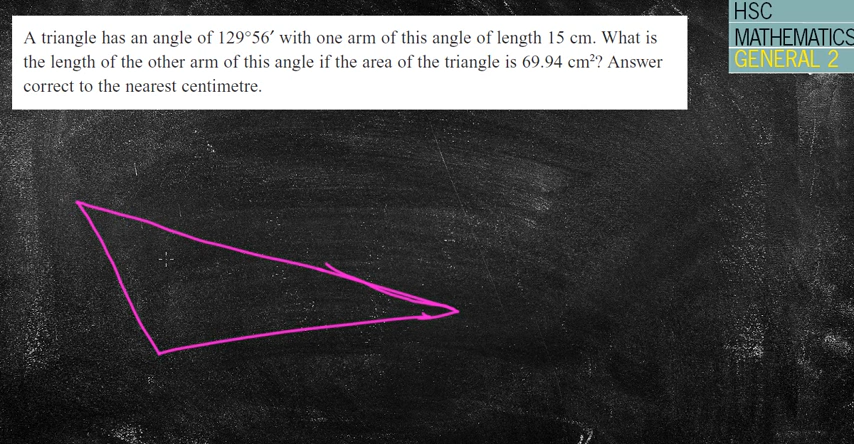 A triangle has an angle of 129°56′ with one arm of this angle of length 15 cm. What is
the length of the other arm of this angle if the area of the triangle is 69.94 cm²? Answer
correct to the nearest centimetre.
HSC
MATHEMATICS
GENERAL 2